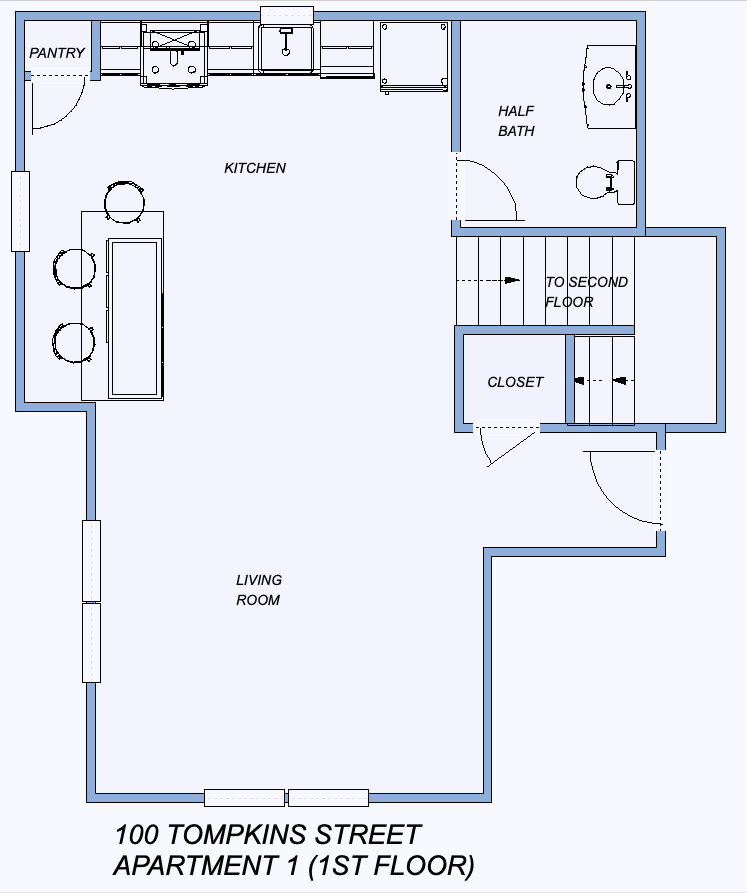 PANTRY
HALF
BATH
KITCHEN
TO SECOND
FLOOR
CLOSET
LIVING
ROOM
100 TOMPKINS STREET
APARTMENT 1 (1ST FLOOR)